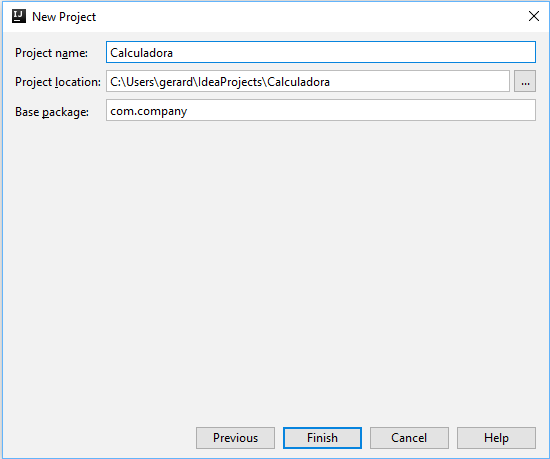 New Project
Project name: Calculadora
Project location: C:\Users\gerard\IdeaProjects\Calculadora ...
Base package: com.company
Previous Finish Cancel Help